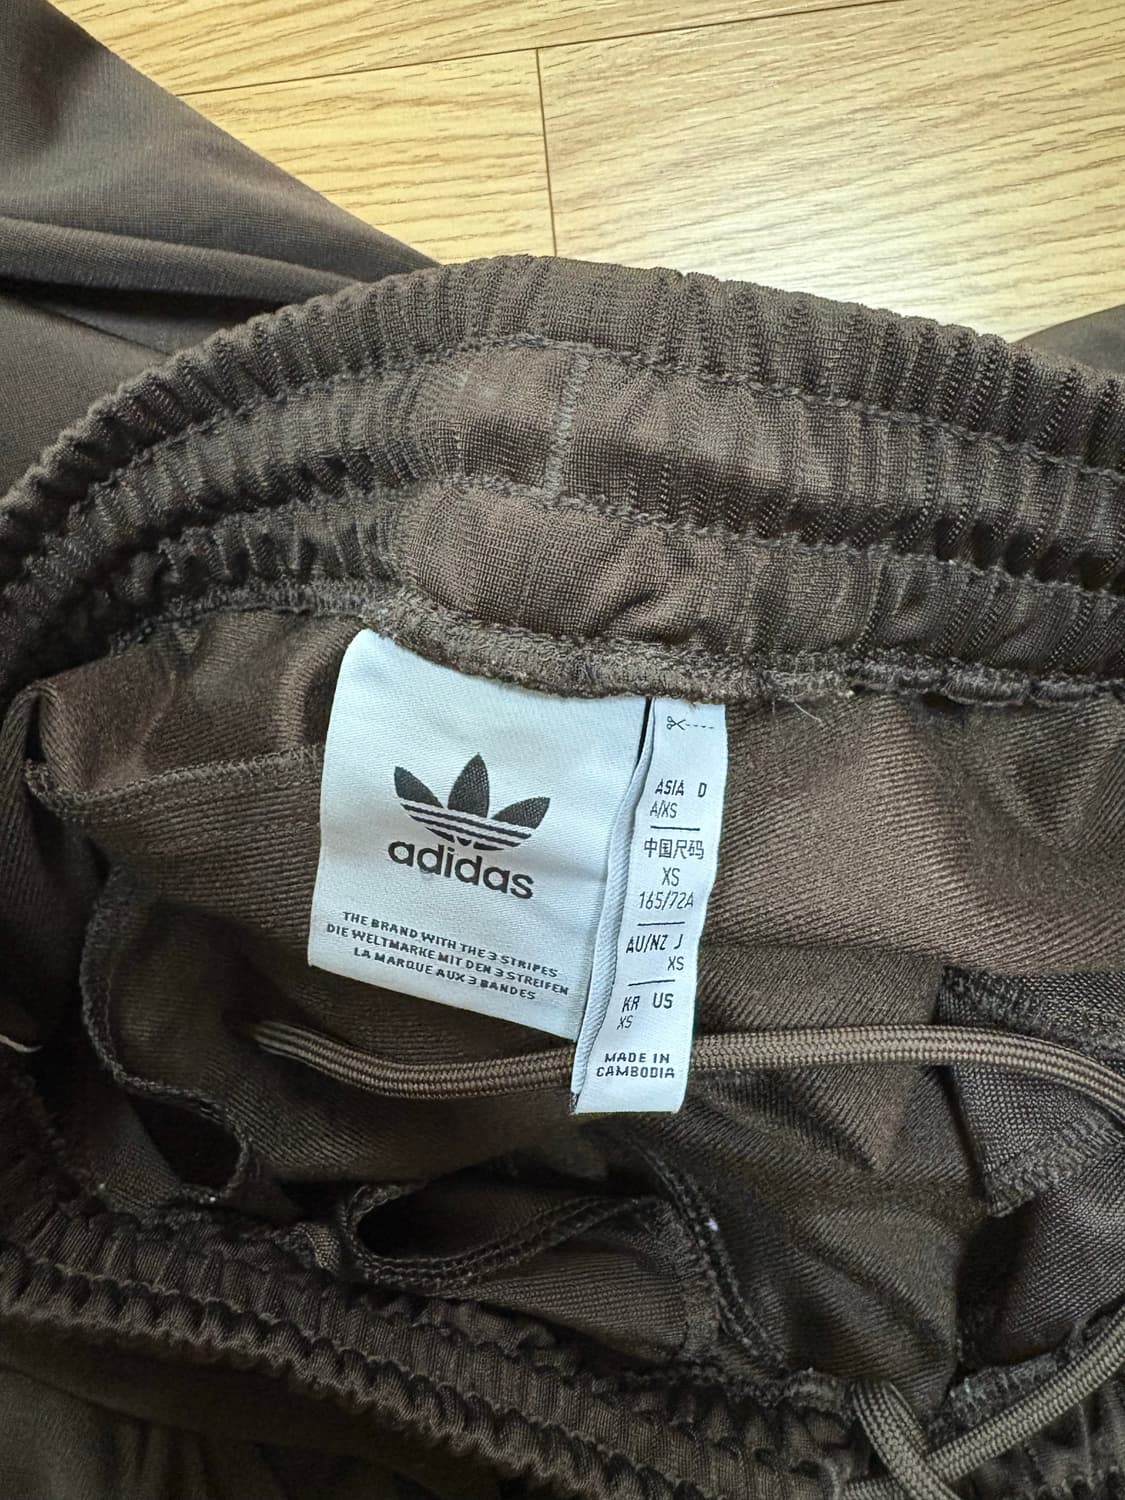 adidas
THE BRAND WITH THE 3 STRIPES
DIE WELTMARKE MIT DEN 3 STREIFEN
LA MARQUE AUX 3 BANDES
ASIA D
A/XS
中国尺码
XS
165/72A
AU/NZ J
XS
KR US
XS
MADE IN
CAMBODIA